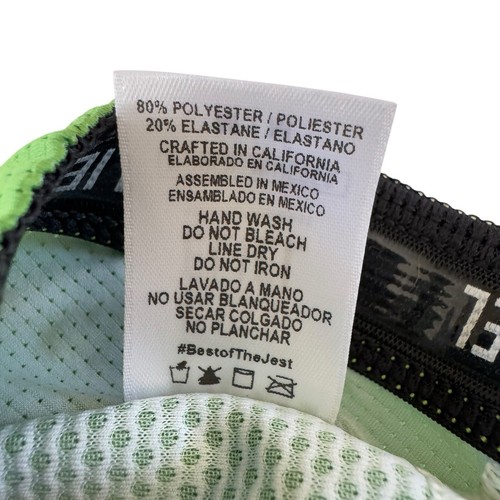 80% POLYESTER / POLIESTER
20% ELASTANE / ELASTANO
CRAFTED IN CALIFORNIA
ELABORADO EN CALIFORNIA
ASSEMBLED IN MEXICO
ENSAMBLADO EN MEXICO
HAND WASH
DO NOT BLEACH
LINE DRY
DO NOT IRON
LAVADO A MANO
NO USAR BLANQUEADOR
SECAR COLGADO
NO PLANCHAR
#BestofTheJest